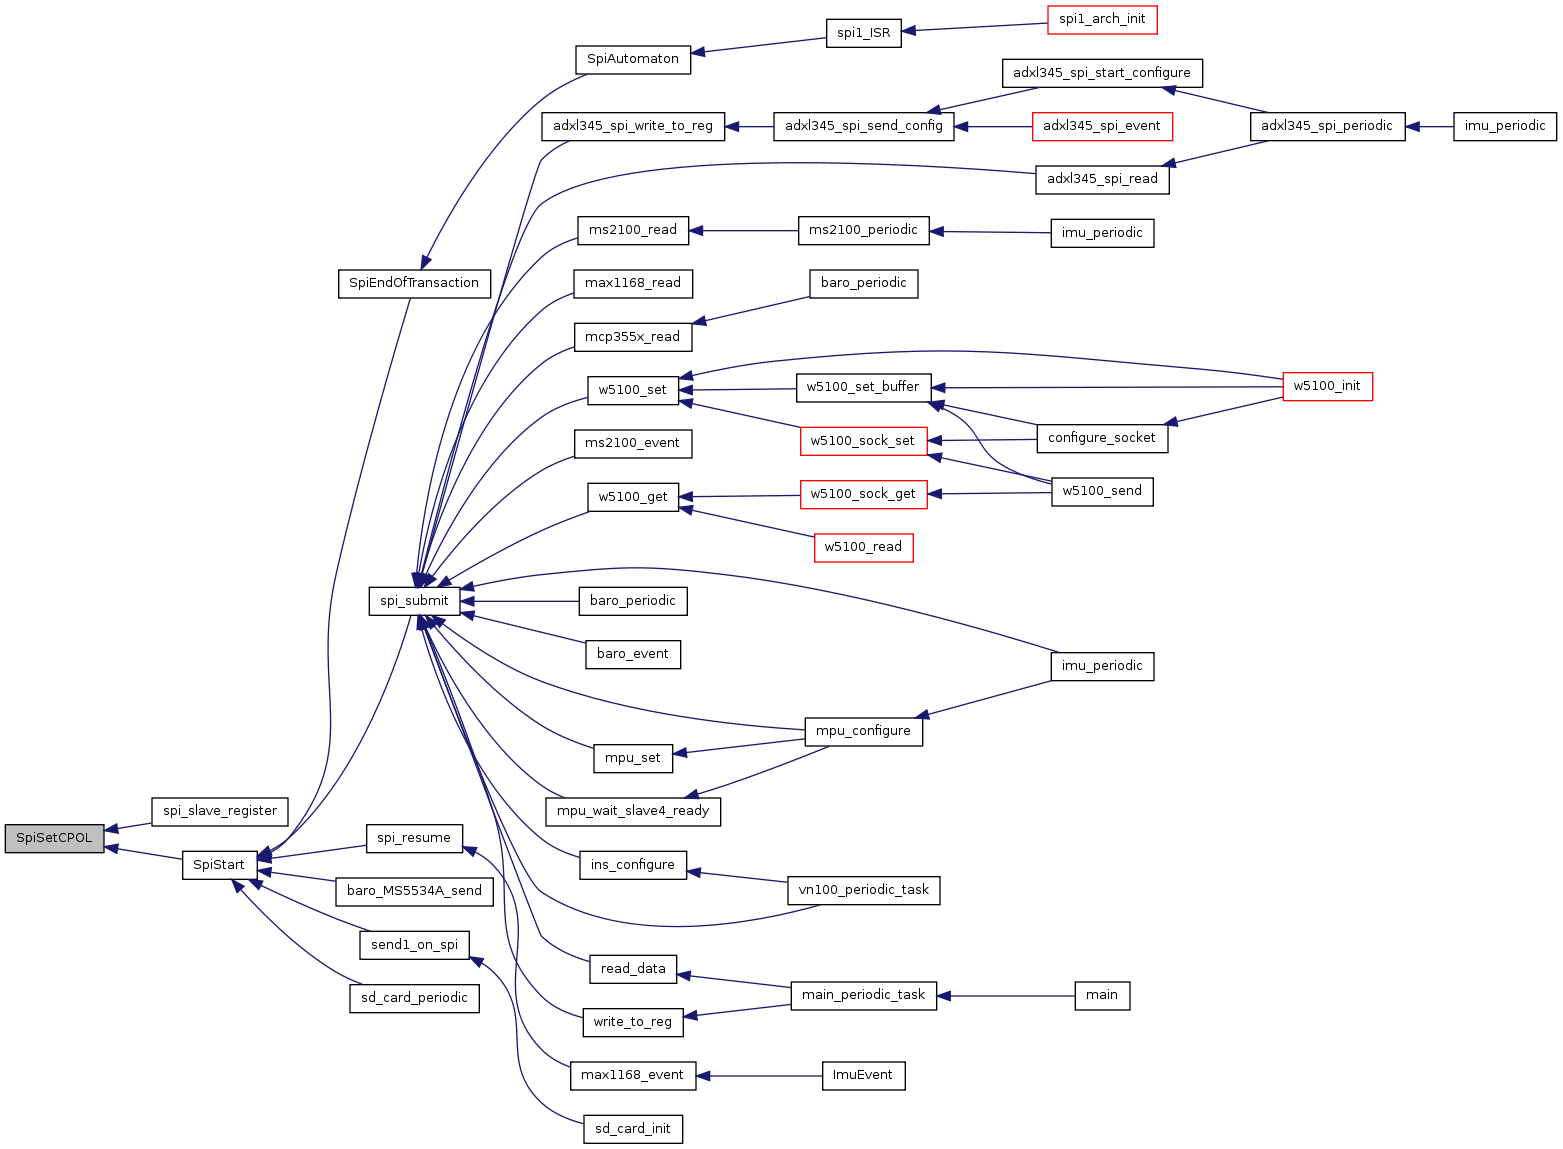 spi1_arch_init
spi1_ISR
SpiAutomaton
adxl345_spi_start_configure
adxl345_spi_write_to_reg
adxl345_spi_send_config
adxl345_spi_event
adxl345_spi_periodic
imu_periodic
adxl345_spi_read
ms2100_read
ms2100_periodic
imu_periodic
SpiEndOfTransaction
max1168_read
baro_periodic
mcp355x_read
w5100_set
w5100_set_buffer
w5100_init
ms2100_event
w5100_sock_set
configure_socket
w5100_get
w5100_sock_get
w5100_send
w5100_read
spi_submit
baro_periodic
baro_event
imu_periodic
mpu_configure
mpu_set
mpu_wait_slave4_ready
spi_slave_register
SpiSetCPOL
SpiStart
spi_resume
ins_configure
baro_MS5534A_send
vn100_periodic_task
send1_on_spi
read_data
sd_card_periodic
main_periodic_task
main
write_to_reg
max1168_event
ImuEvent
sd_card_init